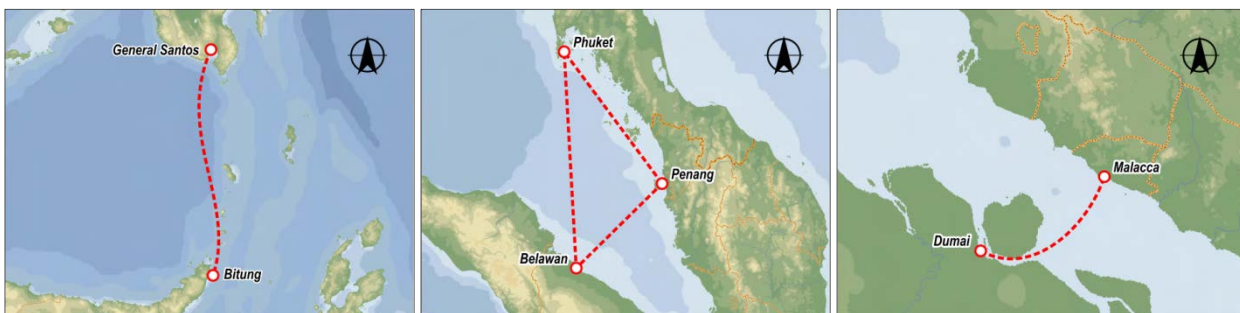 General Santos
Bitung
Phuket
Penang
Belawan
Malacca
Dumai